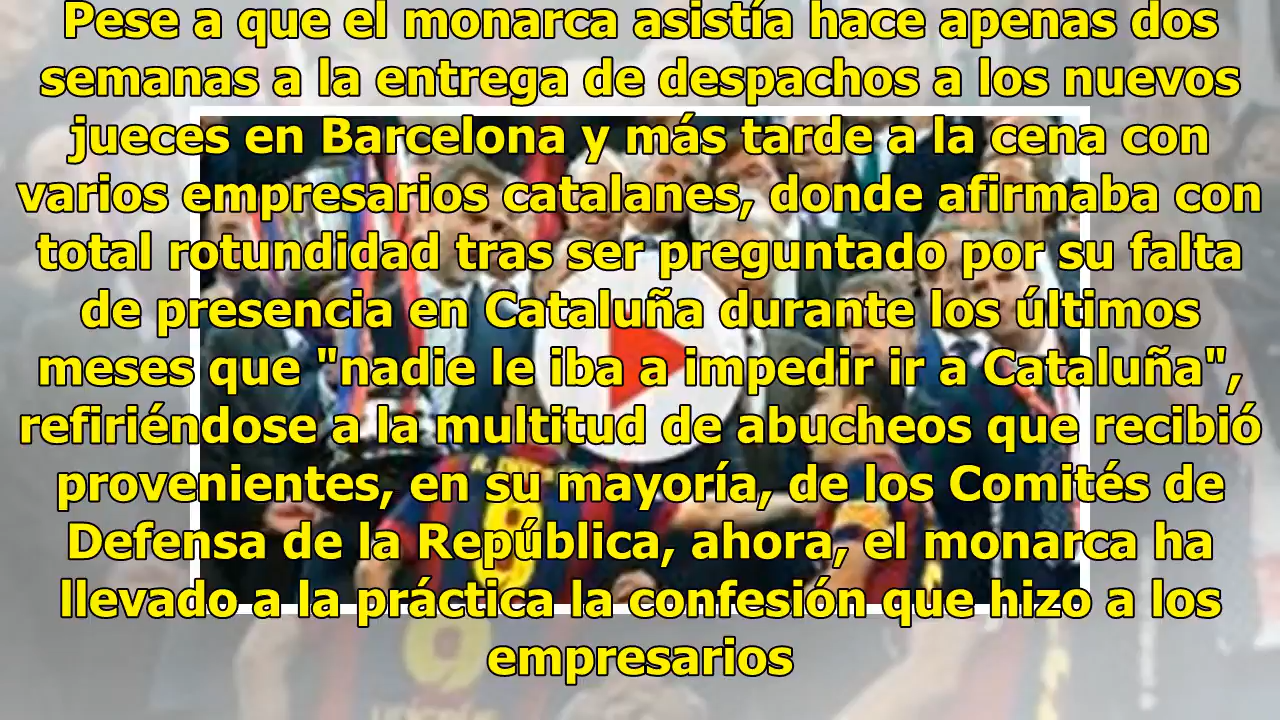 Pese a que el monarca asistía hace apenas dos
semanas a la entrega de despachos a los nuevos
jueces en Barcelona y más tarde a la cena con
varios empresarios catalanes, donde afirmaba con
total rotundidad tras ser preguntado por su falta
de presencia en Cataluña durante los últimos
meses que "nadie le iba a impedir ir a Cataluña",
refiriéndose a la multitud de abucheos que recibió
provenientes, en su mayoría, de los Comités de
Defensa de la República, ahora, el monarca ha
llevado a la práctica la confesión que hizo a los
empresarios
9
9
unicef